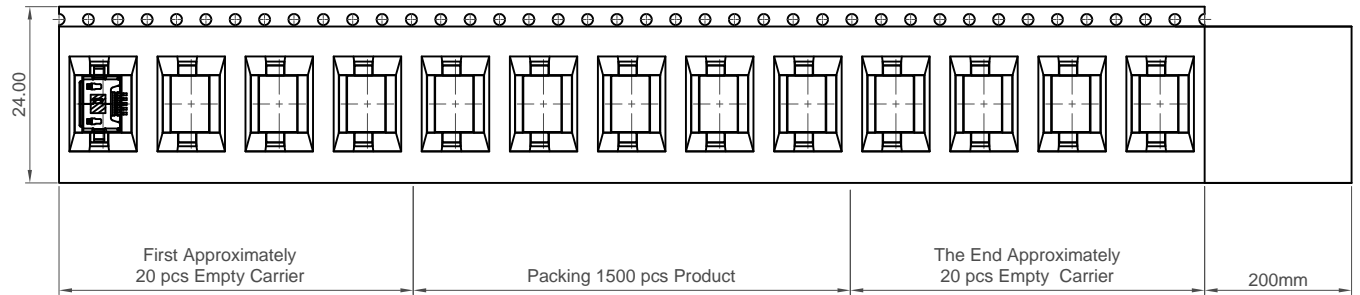 24.00
First Approximately
20 pcs Empty Carrier
Packing 1500 pcs Product
The End Approximately
20 pcs Empty Carrier
200mm